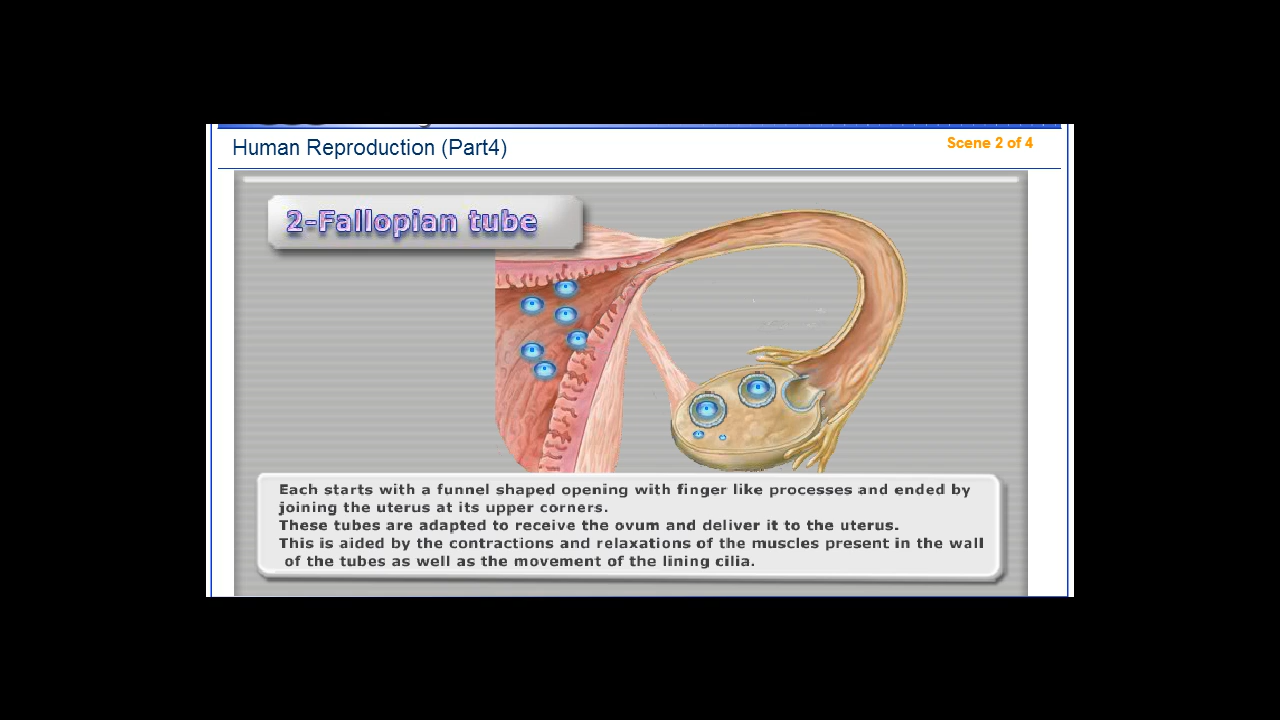 Human Reproduction (Part4)
Scene 2 of 4
2-Fallopian tube
Each starts with a funnel shaped opening with finger like processes and ended by
joining the uterus at its upper corners.
These tubes are adapted to receive the ovum and deliver it to the uterus.
This is aided by the contractions and relaxations of the muscles present in the wall
of the tubes as well as the movement of the lining cilia.